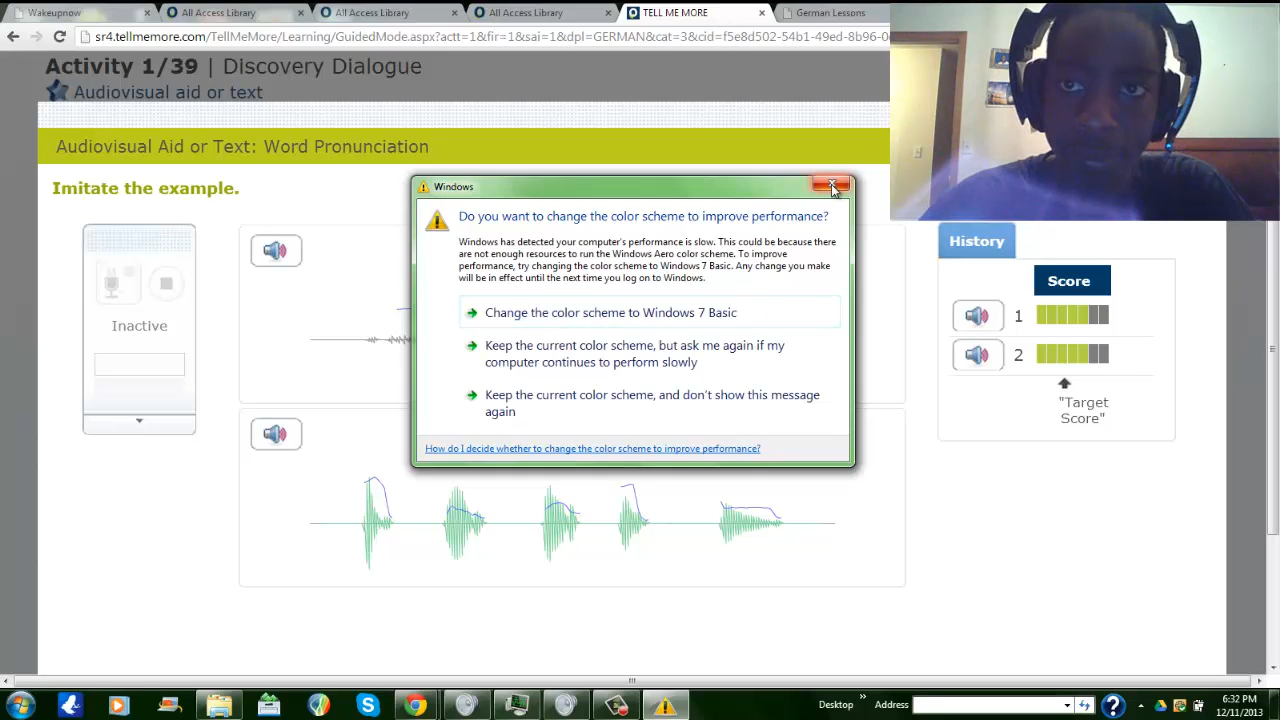 Wakeupnow
All Access Library
All Access Library
All Access Library
TELL ME MORE
German Lessons
sr4.tellmemore.com/TellMeMore/Learning/GuidedMode.aspx?actt=1&fir=1&sai=1&dpl=GERMAN&cat=3&cid=f5e8d502-54b1-49ed-8b96-0
Activity 1/39 | Discovery Dialogue
Audiovisual aid or text
Audiovisual Aid or Text: Word Pronunciation
Imitate the example.
Inactive
Windows
Do you want to change the color scheme to improve performance?
Windows has detected your computer's performance is slow. This could be because there
are not enough resources to run the Windows Aero color scheme. To improve
performance, try changing the color scheme to Windows 7 Basic. Any change you make
will be in effect until the next time you log on to Windows.
Change the color scheme to Windows 7 Basic
Keep the current color scheme, but ask me again if my
computer continues to perform slowly
Keep the current color scheme, and don't show this message
again
How do I decide whether to change the color scheme to improve performance?
History
Score
1
2
"Target
Score"
Desktop
Address
6:32 PM
12/11/2013